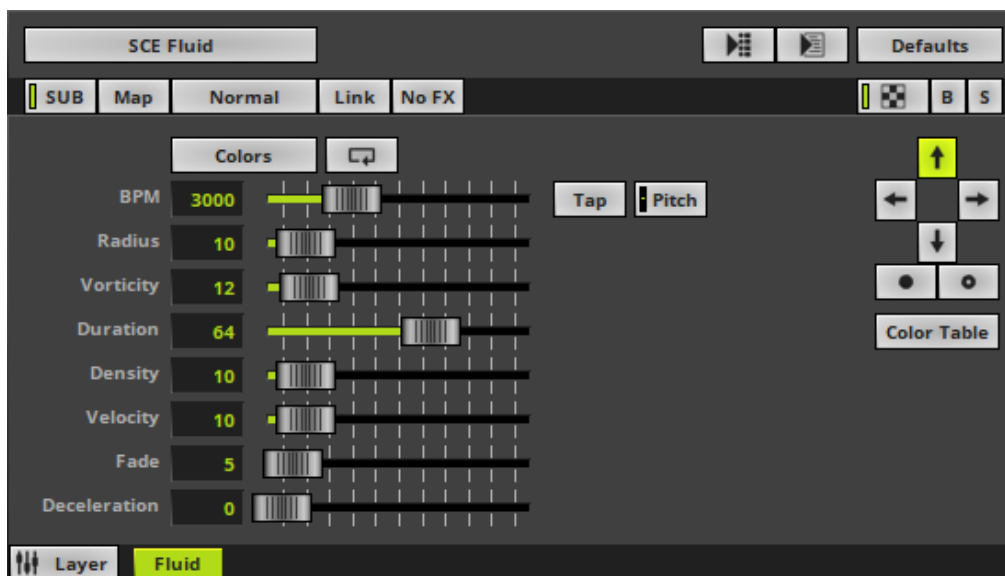 SCE Fluid Defaults
SUB Map Normal Link No FX B S
Colors
BPM 3000 Tap Pitch
Radius 10
Vorticity 12
Duration 64
Color Table
Density 10
Velocity 10
Fade 5
Deceleration 0
Layer Fluid